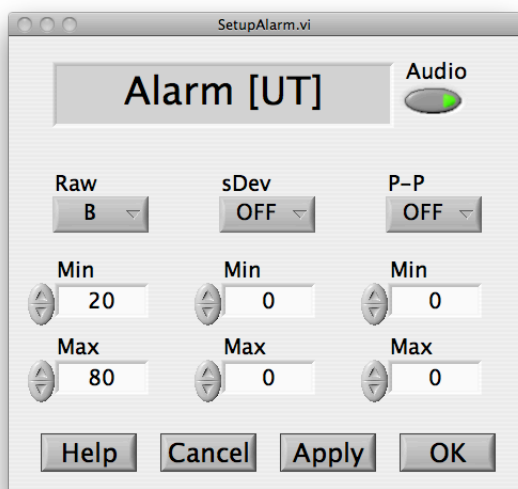 SetupAlarm.vi
Alarm [UT]
Audio
Raw sDev P-P
B OFF OFF
Min Min Min
20 0 0
Max Max Max
80 0 0
Help Cancel Apply OK